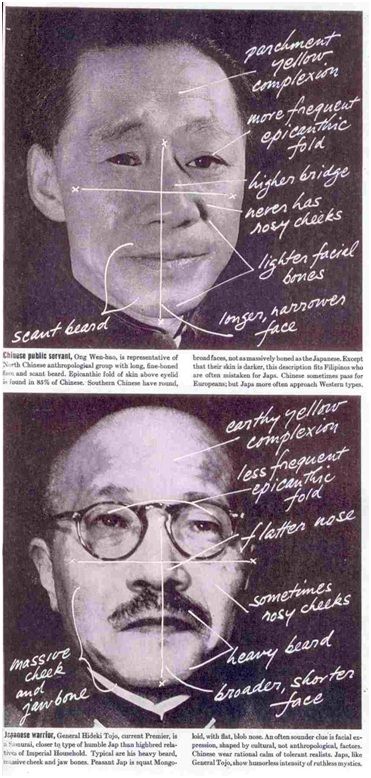 parchment
yellow
complexion
more frequent
epicanthic
fold
higher bridge
never has
rosy cheeks
lighter facial
bones
longer, narrower
face
scant beard
Chinese public servant, Ong Wen-hao, is representative of
North Chinese anthropological group with long, fine-boned
face and scant beard. Epicanthic fold of skin above eyelid
is found in 85% of Chinese. Southern Chinese have round,
broad faces, not as massively boned as the Japanese. Except
that their skin is darker, this description fits Filipinos who
are often mistaken for Japs. Chinese sometimes pass for
Europeans; but Japs more often approach Western types.
earthy yellow
complexion
less frequent
epicanthic
fold
flatter nose
sometimes
rosy cheeks
heavy beard
broader, shorter
face
massive
cheek
and
jawbone
Japanese warrior, General Hideki Tojo, current Premier, is
a Samurai, closer to type of humble Jap than highbred rela-
tives of Imperial Household. Typical are his heavy beard,
massive cheek and jaw bones. Peasant Jap is squat Mongo-
loid, with flat, blob nose. An often sounder clue is facial ex-
pression, shaped by cultural, not anthropological, factors.
Chinese wear rational calm of tolerant realists. Japs, like
General Tojo, show humorless intensity of ruthless mystics.